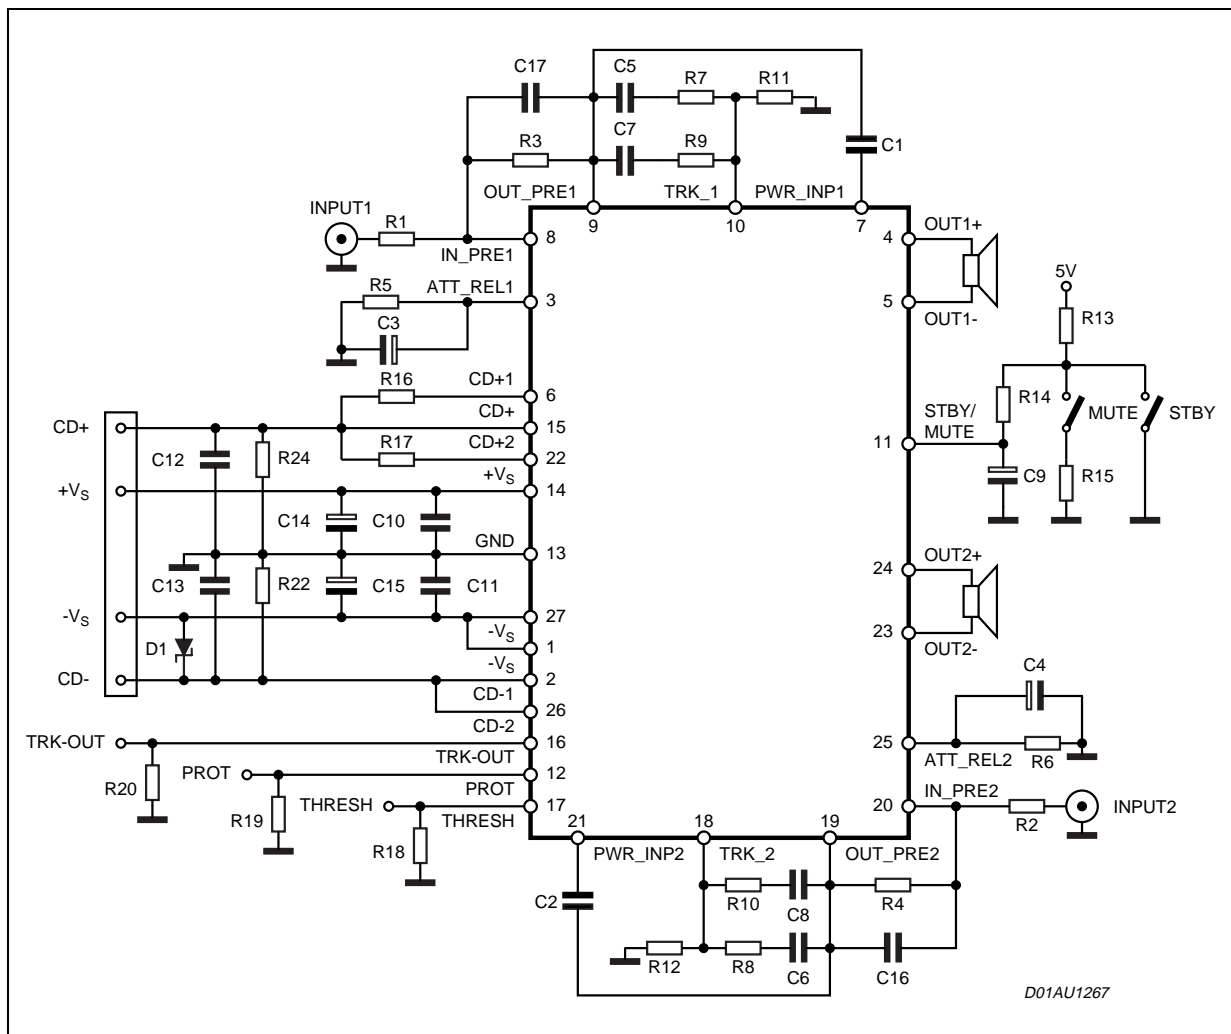 C17
C5
R7
R11
C7
R3
R9
C1
OUT_PRE1
TRK_1
PWR_INP1
INPUT1
R1
9
10
7
8
IN_PRE1
4
OUT1+
R5
ATT_REL1
3
C3
5
OUT1-
5V
R13
R16
CD+1
6
CD+
CD+
15
R17
CD+2
22
C12
R24
R14
MUTE
STBY
STBY/
MUTE
11
C9
R15
+VS
+VS
14
C14
C10
GND
13
C13
R22
C15
C11
OUT2+
24
-VS
27
-VS
1
-VS
D1
23
OUT2-
CD-
2
CD-1
26
CD-2
C4
TRK-OUT
16
TRK-OUT
R20
25
ATT_REL2
R6
PROT
12
PROT
R19
THRESH
17
THRESH
R18
20
IN_PRE2
R2
INPUT2
21
18
19
PWR_INP2
TRK_2
OUT_PRE2
C2
R10
C8
R4
R12
R8
C6
C16
D01AU1267